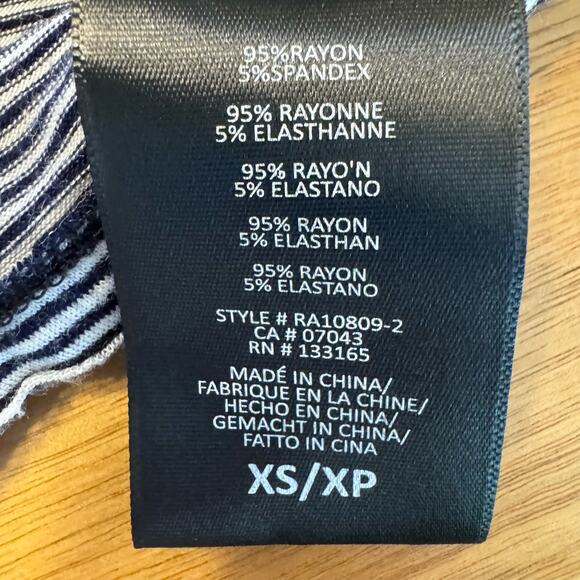 95%RAYON
5%SPANDEX
95% RAYONNE
5% ELASTHANNE
95% RAYO'N
5% ELASTANO
95% RAYON
5% ELASTHAN
95% RAYON
5% ELASTANO
STYLE # RA10809-2
CA # 07043
RN # 133165
MADÉ IN CHINA/
FABRIQUE EN LA CHINE/
HECHO EN CHINA/
GEMACHT IN CHINA/
FATTO IN CINA
XS/XP